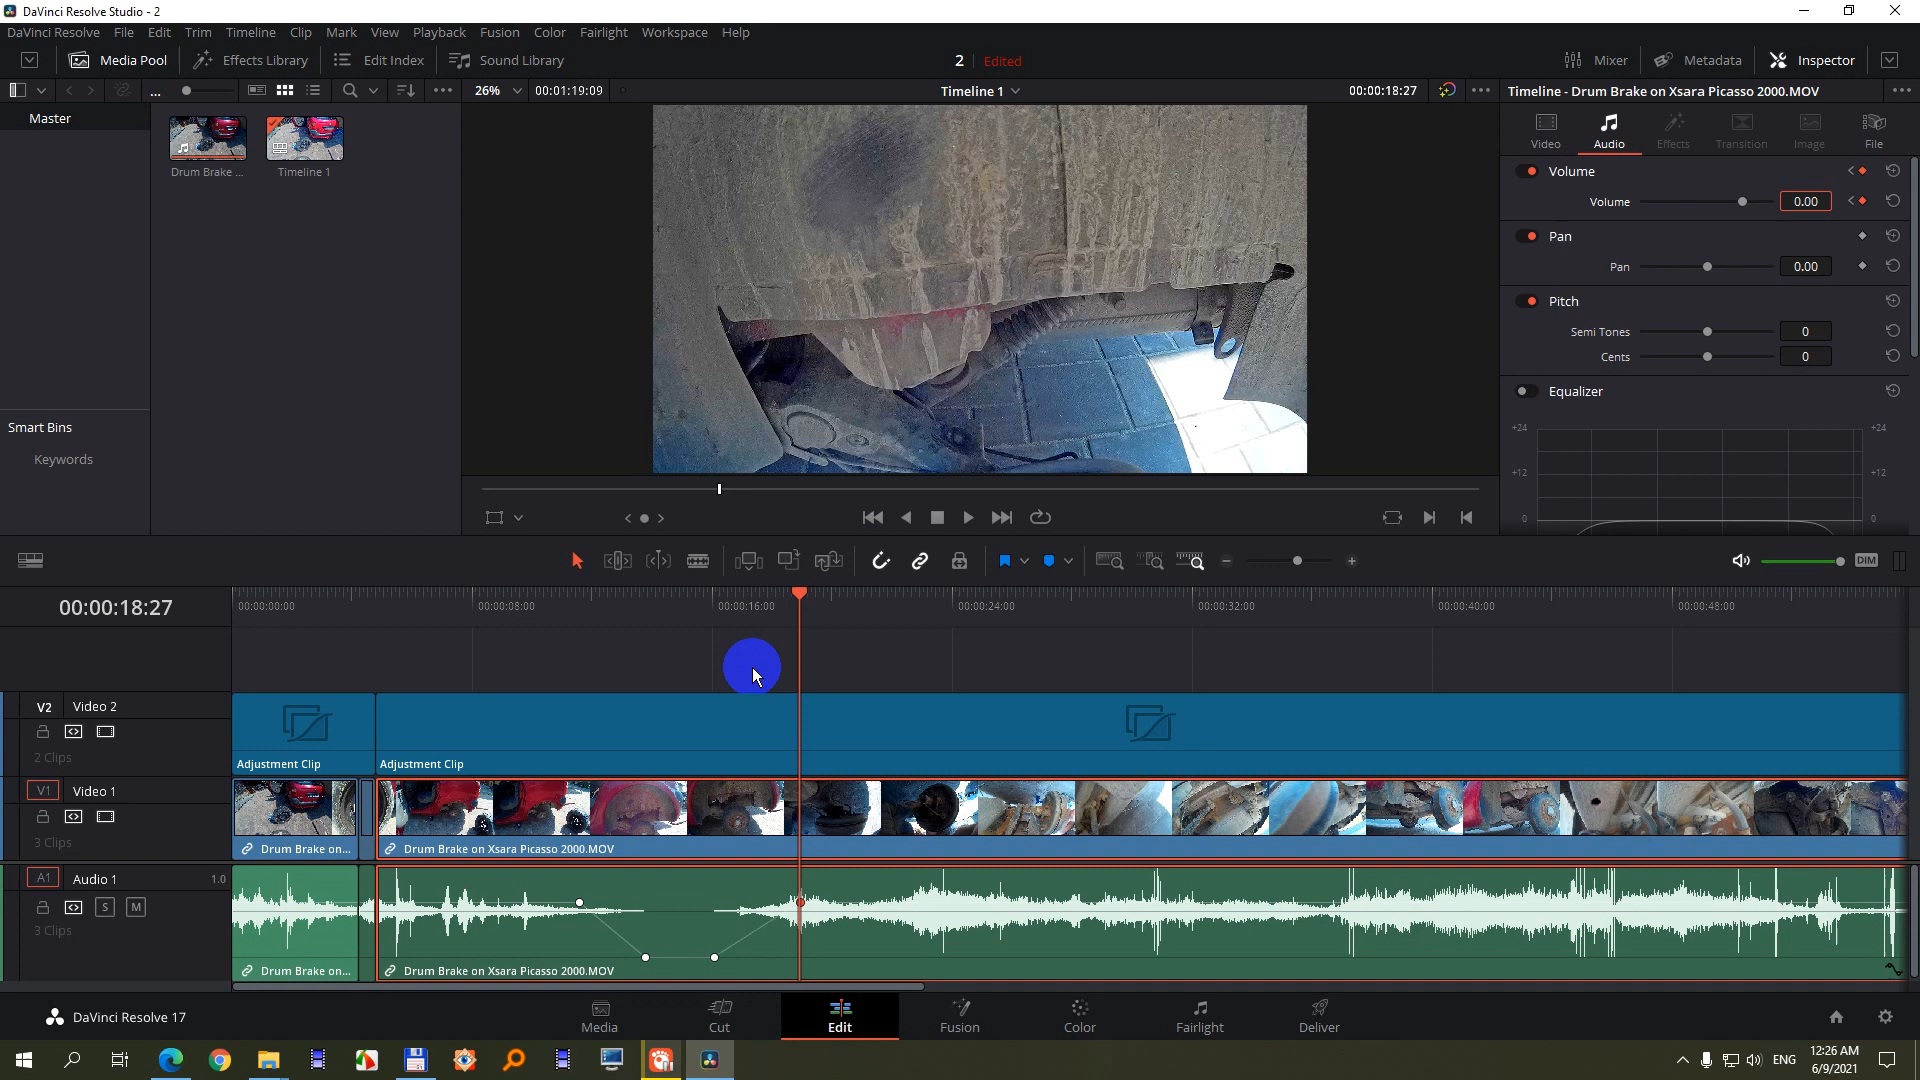 DaVinci Resolve Studio - 2
DaVinci Resolve File Edit Trim Timeline Clip Mark View Playback Fusion Color Fairlight Workspace Help
Media Pool Effects Library Edit Index Sound Library 2 Edited Mixer Metadata Inspector
... 26% 00:01:19:09 Timeline 1 00:00:18:27 Timeline - Drum Brake on Xsara Picasso 2000.MOV
Master
Drum Brake ... Timeline 1
Video Audio Effects Transition Image File
Volume
Volume 0.00
Pan
Pan 0.00
Pitch
Semi Tones 0
Cents 0
Equalizer
+24 +24
+12 +12
0 0
Smart Bins
Keywords
DIM
00:00:18:27
00:00:00:00 00:00:08:00 00:00:16:00 00:00:24:00 00:00:32:00 00:00:40:00 00:00:48:00
V2 Video 2
2 Clips
Adjustment Clip Adjustment Clip
V1 Video 1
3 Clips
Drum Brake on... Drum Brake on Xsara Picasso 2000.MOV
A1 Audio 1 1.0
S M
3 Clips
Drum Brake on... Drum Brake on Xsara Picasso 2000.MOV
DaVinci Resolve 17
Media Cut Edit Fusion Color Fairlight Deliver
ENG 12:26 AM
6/9/2021